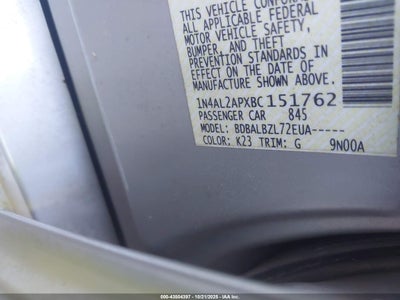 THIS VEHICLE CONFOR
ALL APPLICABLE FEDERAL
MOTOR VEHICLE SAFETY,
BUMPER, AND THEFT
PREVENTION STANDARDS IN
EFFECT ON THE DATE OF
MANUFACTURE SHOWN ABOVE.
1N4AL2APXBC151762
PASSENGER CAR 845
MODEL: BDBALBZL72EUA-----
COLOR: K23 TRIM: G 9N00A
000-43504397 | 10/21/2025 | IAA, Inc.